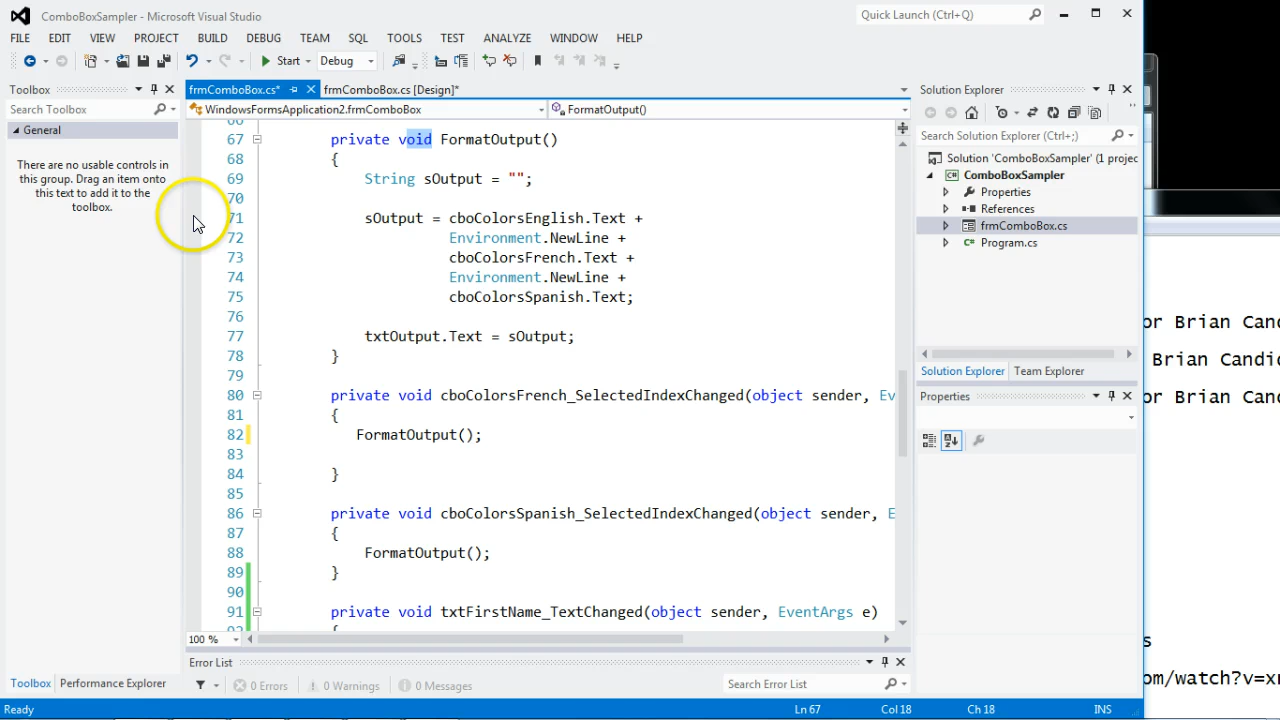 ComboBoxSampler - Microsoft Visual Studio
Quick Launch (Ctrl+Q)
FILE EDIT VIEW PROJECT BUILD DEBUG TEAM SQL TOOLS TEST ANALYZE WINDOW HELP
Start Debug
Toolbox
Search Toolbox
General
There are no usable controls in
this group. Drag an item onto
this text to add it to the
toolbox.
Toolbox Performance Explorer
frmComboBox.cs* frmComboBox.cs [Design]*
WindowsFormsApplication2.frmComboBox FormatOutput()
66
67 private void FormatOutput()
68 {
69 String sOutput = "";
70
71 sOutput = cboColorsEnglish.Text +
72 Environment.NewLine +
73 cboColorsFrench.Text +
74 Environment.NewLine +
75 cboColorsSpanish.Text;
76
77 txtOutput.Text = sOutput;
78 }
79
80 private void cboColorsFrench_SelectedIndexChanged(object sender, Ev
81 {
82 FormatOutput();
83
84 }
85
86 private void cboColorsSpanish_SelectedIndexChanged(object sender, E
87 {
88 FormatOutput();
89 }
90
91 private void txtFirstName_TextChanged(object sender, EventArgs e)
92 {
100 %
Error List
0 Errors 0 Warnings 0 Messages
Search Error List
Solution Explorer
Search Solution Explorer (Ctrl+;)
Solution 'ComboBoxSampler' (1 projec
ComboBoxSampler
Properties
References
frmComboBox.cs
Program.cs
Solution Explorer Team Explorer
Properties
or Brian Cand
Brian Candic
or Brian Cand
s
om/watch?v=xr
Ready Ln 67 Col 18 Ch 18 INS